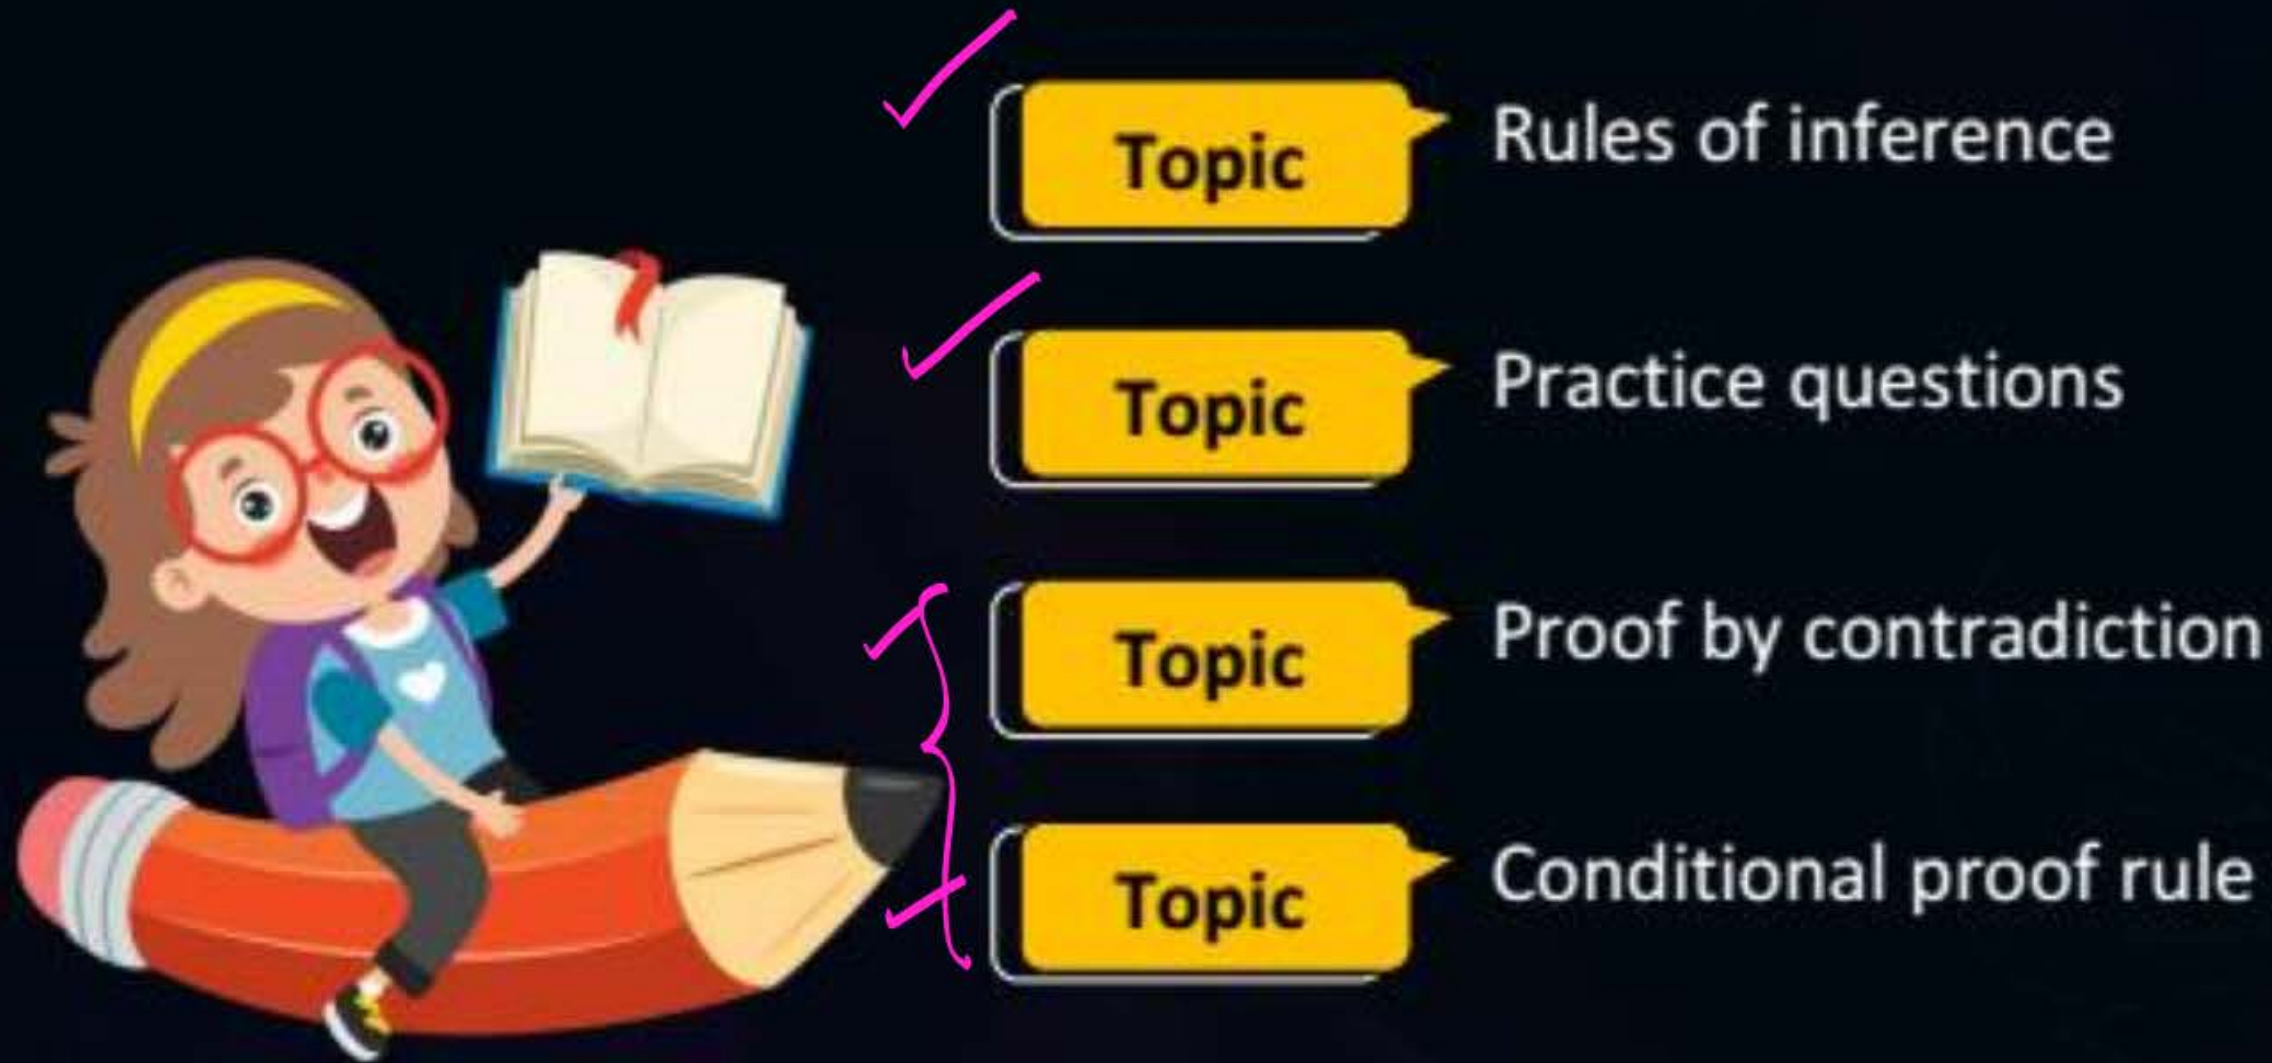 Topic Rules of inference
Topic Practice questions
Topic Proof by contradiction
Topic Conditional proof rule